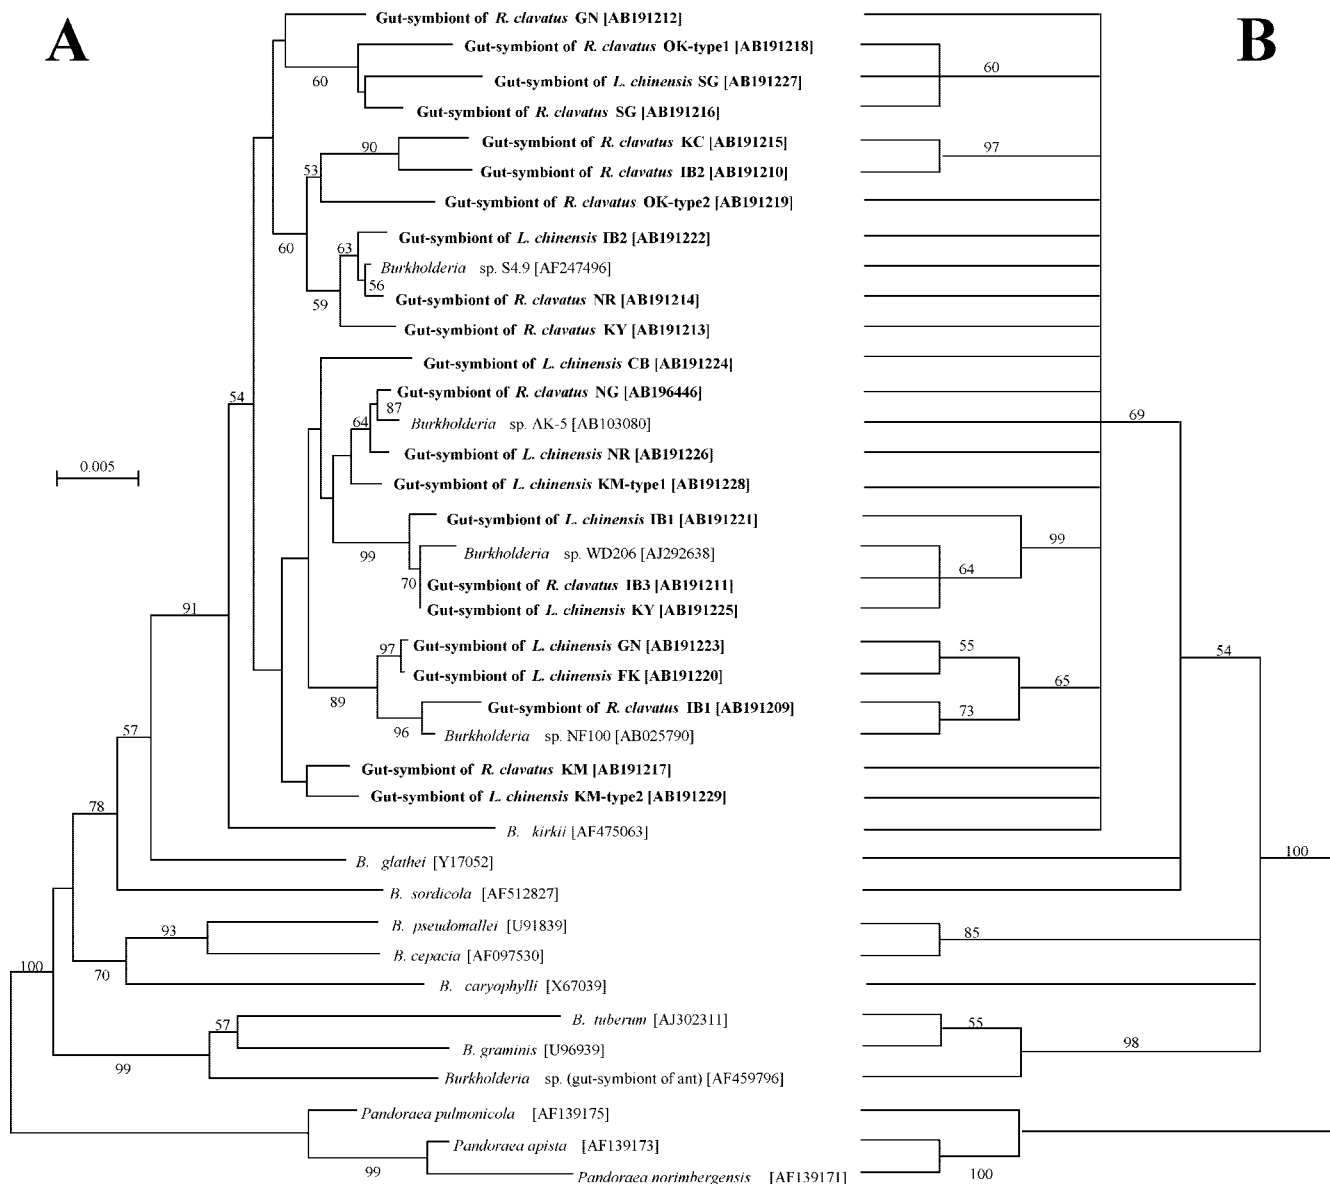 A
B
Gut-symbiont of R. clavatus GN [AB191212]
Gut-symbiont of R. clavatus OK-type1 [AB191218]
60
60
Gut-symbiont of L. chinensis SG [AB191227]
Gut-symbiont of R. clavatus SG [AB191216]
Gut-symbiont of R. clavatus KC [AB191215]
90
97
53
Gut-symbiont of R. clavatus IB2 [AB191210]
Gut-symbiont of R. clavatus OK-type2 [AB191219]
60
63
Gut-symbiont of L. chinensis IB2 [AB191222]
Burkholderia sp. S4.9 [AF247496]
56
59
Gut-symbiont of R. clavatus NR [AB191214]
Gut-symbiont of R. clavatus KY [AB191213]
Gut-symbiont of L. chinensis CB [AB191224]
54
Gut-symbiont of R. clavatus NG [AB196446]
87
64
Burkholderia sp. AK-5 [AB103080]
69
Gut-symbiont of L. chinensis NR [AB191226]
0.005
Gut-symbiont of L. chinensis KM-type1 [AB191228]
Gut-symbiont of L. chinensis IB1 [AB191221]
99
99
Burkholderia sp. WD206 [AJ292638]
70
Gut-symbiont of R. clavatus IB3 [AB191211]
64
Gut-symbiont of L. chinensis KY [AB191225]
91
97
Gut-symbiont of L. chinensis GN [AB191223]
55
54
Gut-symbiont of L. chinensis FK [AB191220]
65
89
Gut-symbiont of R. clavatus IB1 [AB191209]
73
96
Burkholderia sp. NF100 [AB025790]
57
Gut-symbiont of R. clavatus KM [AB191217]
Gut-symbiont of L. chinensis KM-type2 [AB191229]
78
B. kirkii [AF475063]
B. glathei [Y17052]
100
B. sordicola [AF512827]
93
B. pseudomallei [U91839]
85
B. cepacia [AF097530]
100
70
B. caryophylli [X67039]
57
B. tuberum [AJ302311]
55
B. graminis [U96939]
98
99
Burkholderia sp. (gut-symbiont of ant) [AF459796]
Pandoraea pulmonicola [AF139175]
Pandoraea apista [AF139173]
99
100
Pandoraea norimbergensis [AF139171]